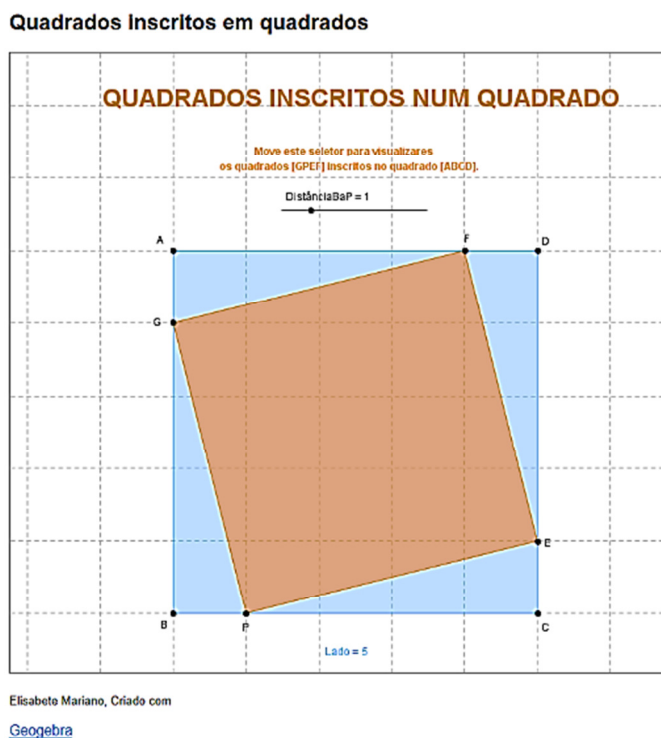 Quadrados inscritos em quadrados
QUADRADOS INSCRITOS NUM QUADRADO
Move este seletor para visualizares
os quadrados [GPEF] inscritos no quadrado [ABCD].
DistânciaBaP = 1
A
F
D
G
E
B
P
C
Lado = 5
Elisabete Mariano, Criado com
Geogebra